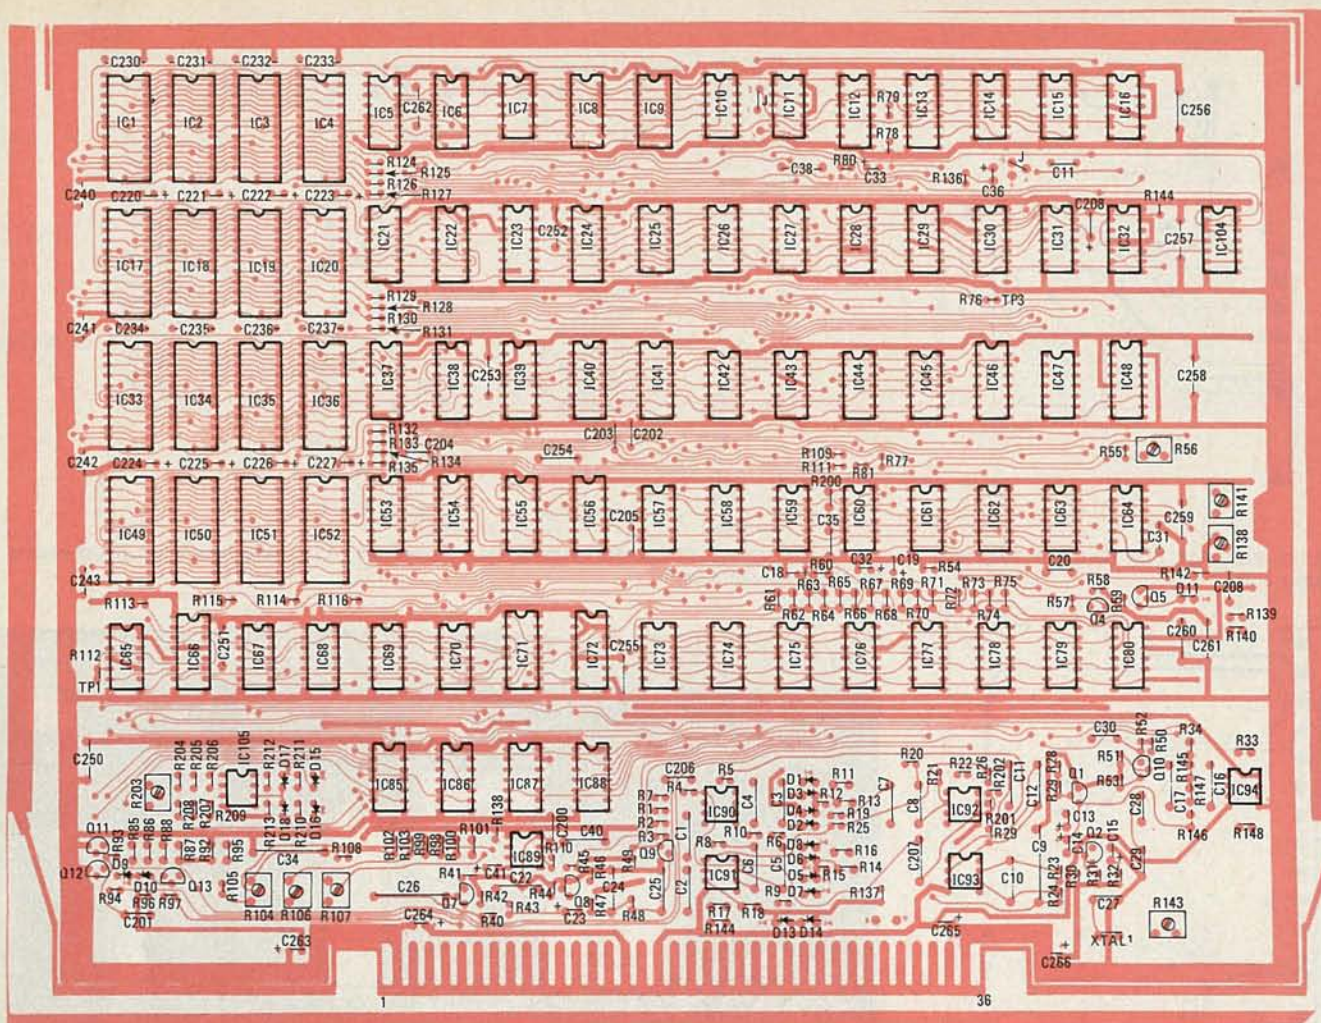 C230 C231 C232 C233
IC1 IC2 IC3 IC4 IC5 C262 IC6 IC7 IC8 IC9 IC10 J IC11 IC12 R79 IC13 IC14 IC15 IC16 C256
R78
R124
R125
R126
R127
C38 R80 C33 R136 C36 J C11
C240 C220 + C221 + C222 + C223 +
R144
IC17 IC18 IC19 IC20 IC21 IC22 IC23 C252 IC24 IC25 IC26 IC27 IC28 IC29 IC30 IC31 C208 IC32 C257 IC104
R129
R128
R130
R131
R76 TP3
C241 C234 C235 C236 C237
IC33 IC34 IC35 IC36 IC37 IC38 C253 IC39 IC40 IC41 IC42 IC43 IC44 IC45 IC46 IC47 IC48 C258
R132
R133 C204
R134
R135
C203 C202
C254
R109
R111
R200
R81 R77
R55 R56
C242 C224 + C225 + C226 + C227 +
IC49 IC50 IC51 IC52 IC53 IC54 IC55 IC56 C205 IC57 IC58 IC59 C35 IC60 IC61 IC62 IC63 IC64 C31 C259 R141
R138
C243
C18 R60 C32 + C19 + R54 C20 R142 C208
R113 R115 R114 R116
R61 R63 R65 R67 R69 R71 R72 R73 R75 R58 R57 R69 Q5 D11
R62 R64 R66 R68 R70 R74 Q4
R139
R140
R112 IC65 IC66 C251 IC67 IC68 IC69 IC70 IC71 IC72 C255 IC73 IC74 IC75 IC76 IC77 IC78 IC79 IC80 C260 C261
TP1
C250 R204 R205 R206 IC105 R212 D17 R211 D15
R203 R208 R207 R209 R213 D18 R210 D16
IC85 IC86 IC87 IC88
C206 R4 R5 IC90 C4 C3 D1 D3 D4 D2 R11 R12 R13 R19 R25 C7
R20 C8 R21 R22 IC92 R26 R202 R201 R29 C11 C12 R28 R29 Q1 C13
C30 R51 R53 R52 R50 Q10 R34 R145 C17 R147 C16 R33 IC94
C28 R146 R148
R7
R1
R2
R3
Q11 R93 R85 R86 R88 R87 R92 R95 C34 R108
R102 R103 R99 R98 R100 R101 R138 IC89 R110 C200 C40
C22 R45 R46 R49 Q9 C1 R8 R10 R6 D8 R16
IC91 C6 C5 D6 D5 D7 R15 R14 R9 R137 C207
IC93 C10 C9 C14 Q2 C15 C29
R24 R23 R30 R31 R32
Q12 D9 D10 R94 R96 R97 Q13 C201
R105 R104 R106 R107
C26 R41 C41 R42 R44 C24 C25 C2
Q7 R43 Q8 R47 R48
C264 R40 C23
R17 R18
R144
D13 D14
C265 C27 R143
C263
C266 XTAL1
1 36